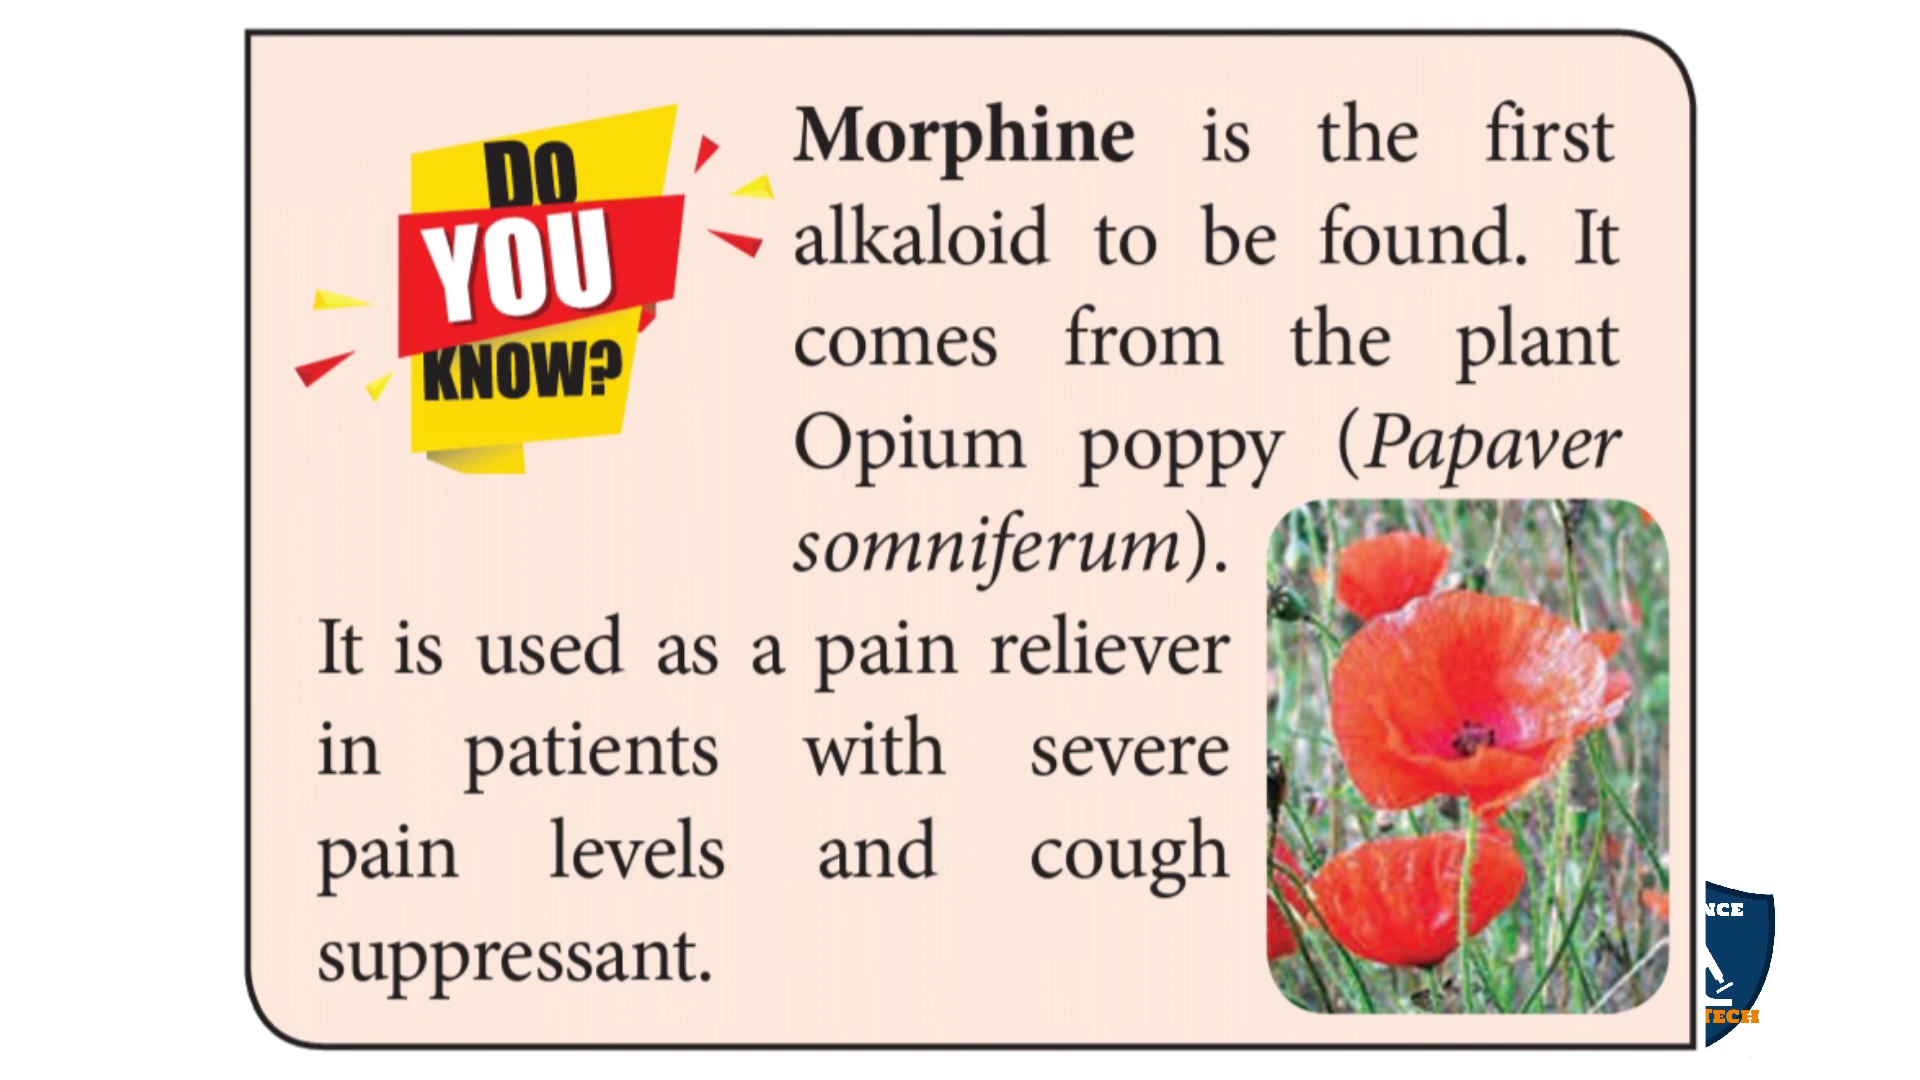 DO
YOU
KNOW?
Morphine is the first
alkaloid to be found. It
comes from the plant
Opium poppy (Papaver
somniferum).
It is used as a pain reliever
in patients with severe
pain levels and cough
suppressant.